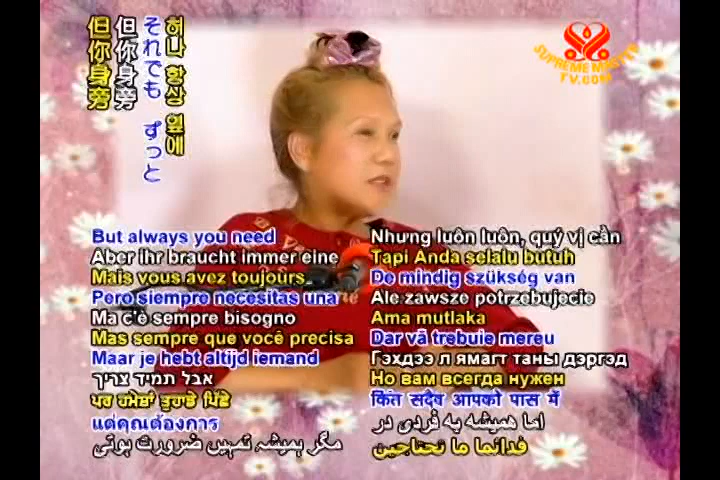 하나 항상 옆에
それでも ずっと
但你身旁
但你身旁
SUPREME MASTER
TV.COM
But always you need
Aber Ihr braucht immer eine
Mais vous avez toujours
Pero siempre necesitas una
Ma c'è sempre bisogno
Mas sempre que você precisa
Maar je hebt altijd iemand
אבל תמיד צריך
ਪਰ ਹਮੇਸ਼ਾਂ ਤੁਹਾਡੇ ਪਿੱਛੇ
แต่คุณต้องการ
مگر ہمیشہ تمہیں ضرورت ہوتی
Nhưng luôn luôn, quý vị cần
Tapi Anda selalu butuh
De mindig szükség van
Ale zawsze potrzebujecie
Ama mutlaka
Dar vă trebuie mereu
Гэхдээ л ямагт таны дэргэд
Но вам всегда нужен
किंतु सदैव आपको पास में
اما همیشه به فردی در
فدائما ما تحتاجين